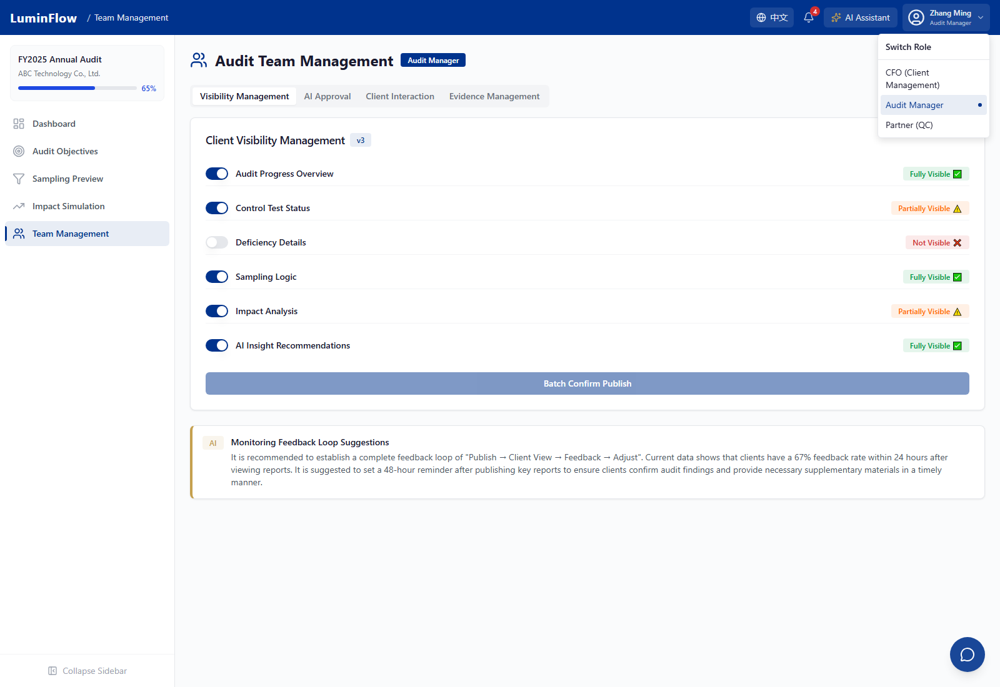 LuminFlow
/ Team Management
中文
4
AI Assistant
Zhang Ming
Audit Manager
Switch Role
CFO (Client
Management)
Audit Manager
Partner (QC)
FY2025 Annual Audit
ABC Technology Co., Ltd.
65%
Dashboard
Audit Objectives
Sampling Preview
Impact Simulation
Team Management
Collapse Sidebar
Audit Team Management
Audit Manager
Visibility Management
AI Approval
Client Interaction
Evidence Management
Client Visibility Management
v3
Audit Progress Overview
Fully Visible ✅
Control Test Status
Partially Visible ⚠️
Deficiency Details
Not Visible ❌
Sampling Logic
Fully Visible ✅
Impact Analysis
Partially Visible ⚠️
AI Insight Recommendations
Fully Visible ✅
Batch Confirm Publish
AI
Monitoring Feedback Loop Suggestions
It is recommended to establish a complete feedback loop of "Publish → Client View → Feedback → Adjust". Current data shows that clients have a 67% feedback rate within 24 hours after
viewing reports. It is suggested to set a 48-hour reminder after publishing key reports to ensure clients confirm audit findings and provide necessary supplementary materials in a timely
manner.